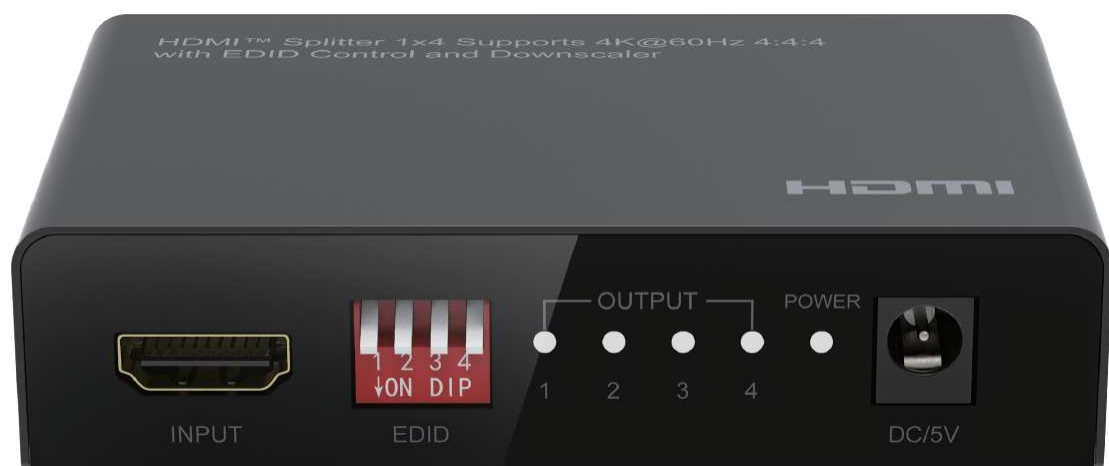 HDMI™ Splitter 1x4 Supports 4K@60Hz 4:4:4
with EDID Control and Downscaler
HDMI
OUTPUT
POWER
1 2 3 4
↓ON DIP
1 2 3 4
INPUT
EDID
DC/5V